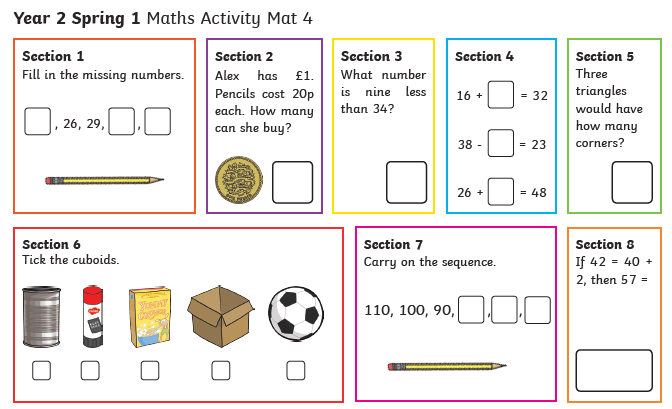 Year 2 Spring 1 Maths Activity Mat 4
Section 1
Fill in the missing numbers.
, 26, 29, ,
Section 2
Alex has £1.
Pencils cost 20p
each. How many
can she buy?
Section 3
What number
is nine less
than 34?
Section 4
16 + = 32
38 - = 23
26 + = 48
Section 5
Three
triangles
would have
how many
corners?
Section 6
Tick the cuboids.
Section 7
Carry on the sequence.
110, 100, 90, , ,
Section 8
If 42 = 40 +
2, then 57 =